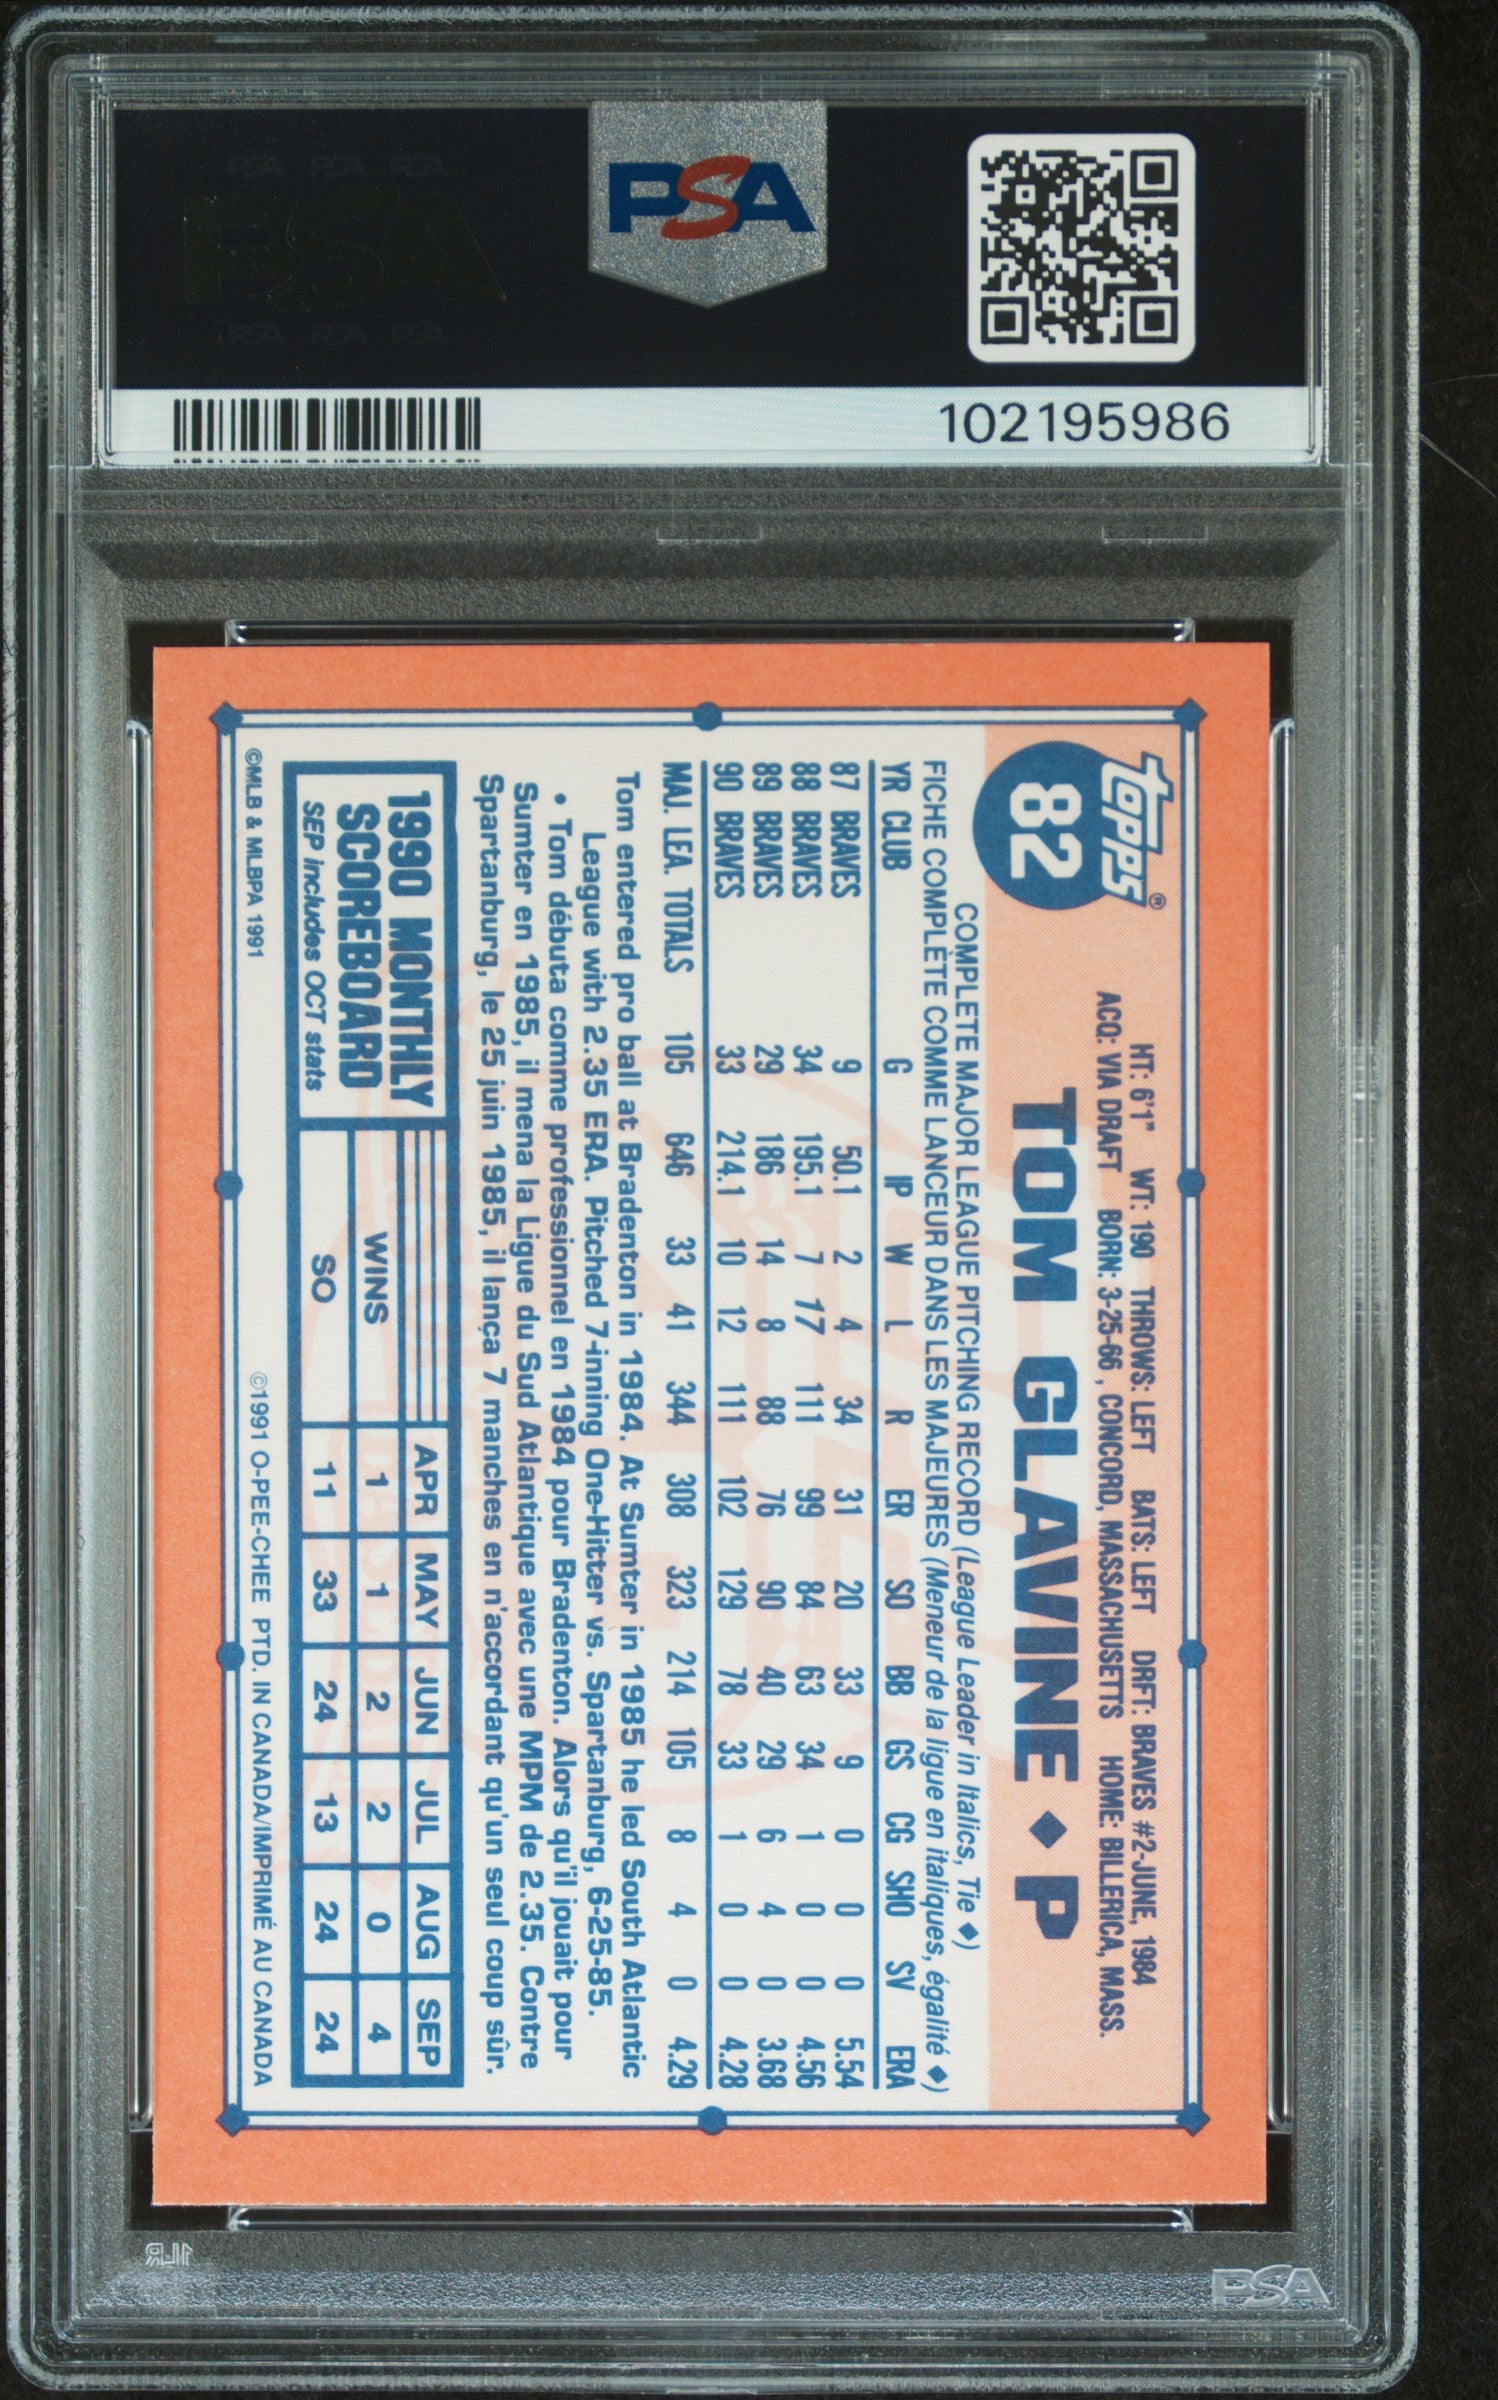 PSA
102195986
Topps®
82
HT: 6'1" WT: 190 THROWS: LEFT BATS: LEFT DRFT: BRAVES #2-JUNE, 1984
ACQ: VIA DRAFT BORN: 3-25-66, CONCORD, MASSACHUSETTS HOME: BILLERICA, MASS.
TOM GLAVINE ♦ P
COMPLETE MAJOR LEAGUE PITCHING RECORD (League Leader in Italics, Tie ♦)
FICHE COMPLÈTE COMME LANCEUR DANS LES MAJEURES (Meneur de la ligue en italiques, égalité ♦)
YR CLUB G IP W L R ER SO BB GS CG SHO SV ERA
87 BRAVES 9 50.1 2 4 34 31 20 33 9 0 0 0 5.54
88 BRAVES 34 195.1 7 17 111 99 84 63 34 1 0 0 4.56
89 BRAVES 29 186 14 8 88 76 90 40 29 6 4 0 3.68
90 BRAVES 33 214.1 10 12 111 102 129 78 33 1 0 0 4.28
MAJ. LEA. TOTALS 105 646 33 41 344 308 323 214 105 8 4 0 4.29
Tom entered pro ball at Bradenton in 1984. At Sumter in 1985 he led South Atlantic
League with 2.35 ERA. Pitched 7-inning One-Hitter vs. Spartanburg, 6-25-85.
• Tom débuta comme professionnel en 1984 pour Bradenton. Alors qu'il jouait pour
Sumter en 1985, il mena la Ligue du Sud Atlantique avec une MPM de 2.35. Contre
Spartanburg, le 25 juin 1985, il lança 7 manches en n'accordant qu'un seul coup sûr.
1990 MONTHLY
SCOREBOARD
SEP includes OCT stats
APR MAY JUN JUL AUG SEP
WINS 1 1 2 2 0 4
SO 11 33 24 13 24 24
©MLB & MLBPA 1991
©1991 O-PEE-CHEE PTD. IN CANADA/IMPRIMÉ AU CANADA
PSA